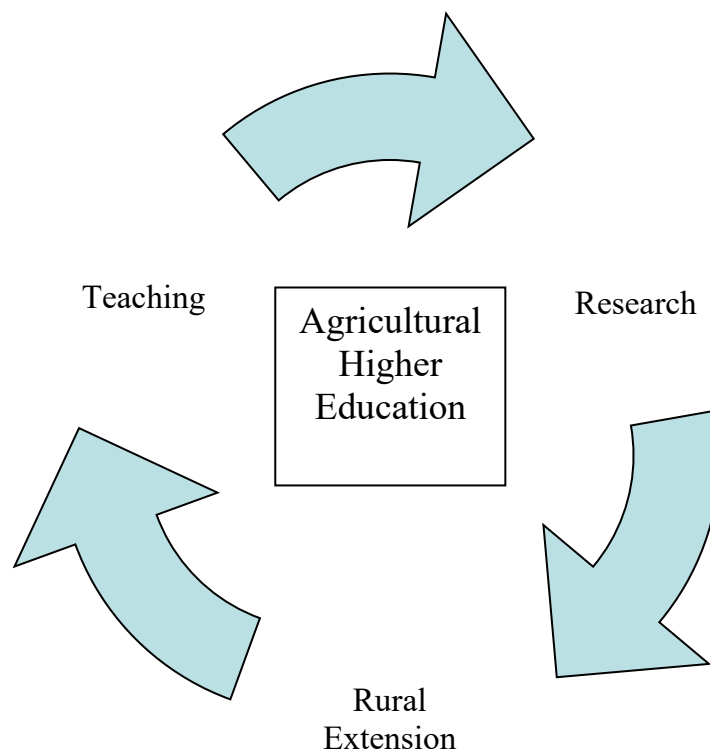 Teaching
Agricultural
Higher
Education
Research
Rural
Extension